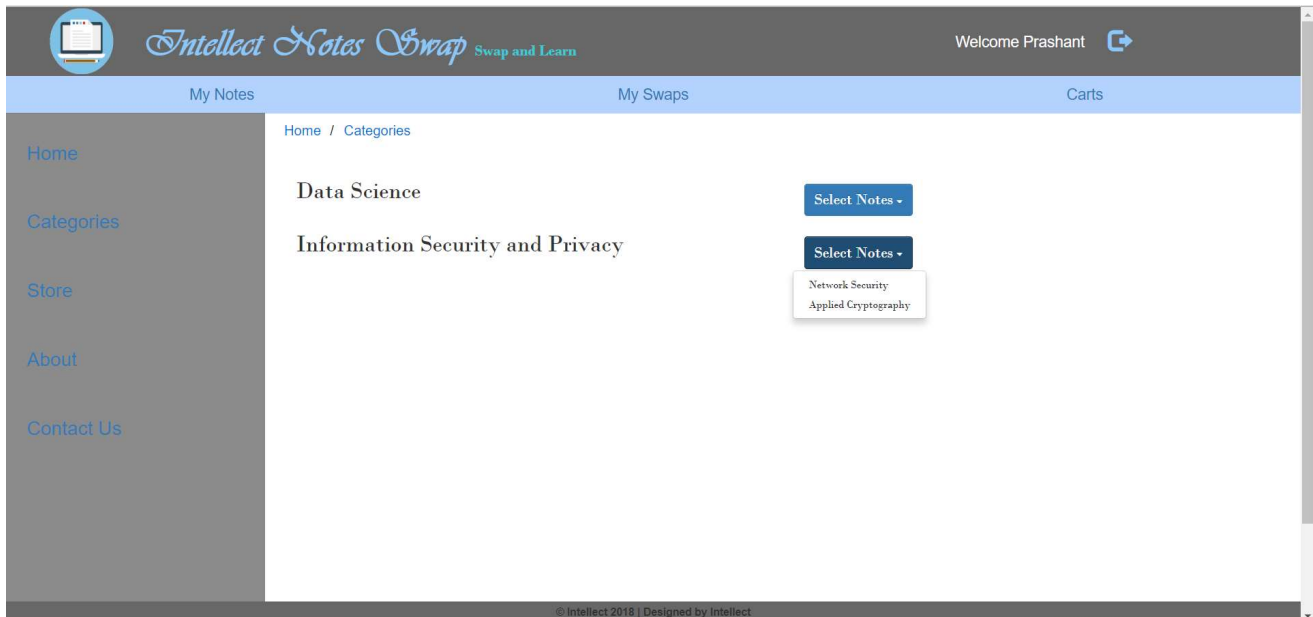 Intellect Notes Swap Swap and Learn
Welcome Prashant
My Notes My Swaps Carts
Home / Categories
Home
Categories
Store
About
Contact Us
Data Science Select Notes
Information Security and Privacy Select Notes
Network Security
Applied Cryptography
© Intellect 2018 | Designed by Intellect